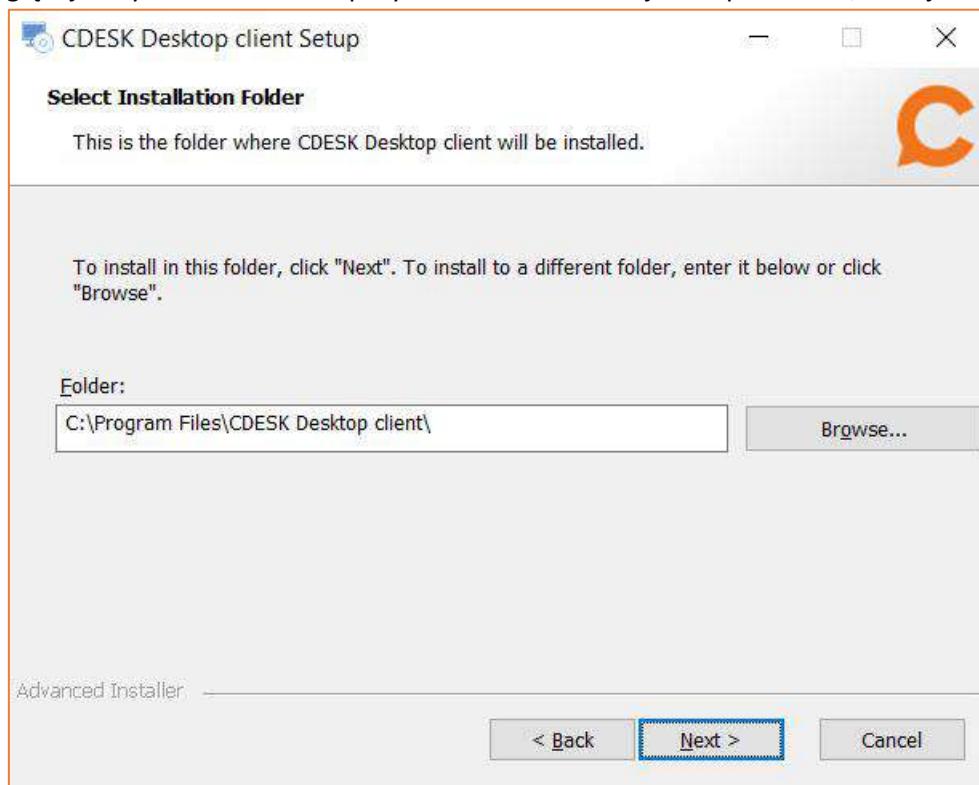 CDESK Desktop client Setup
Select Installation Folder
This is the folder where CDESK Desktop client will be installed.
To install in this folder, click "Next". To install to a different folder, enter it below or click
"Browse".
Folder:
C:\Program Files\CDESK Desktop client\
Browse...
Advanced Installer
< Back Next > Cancel